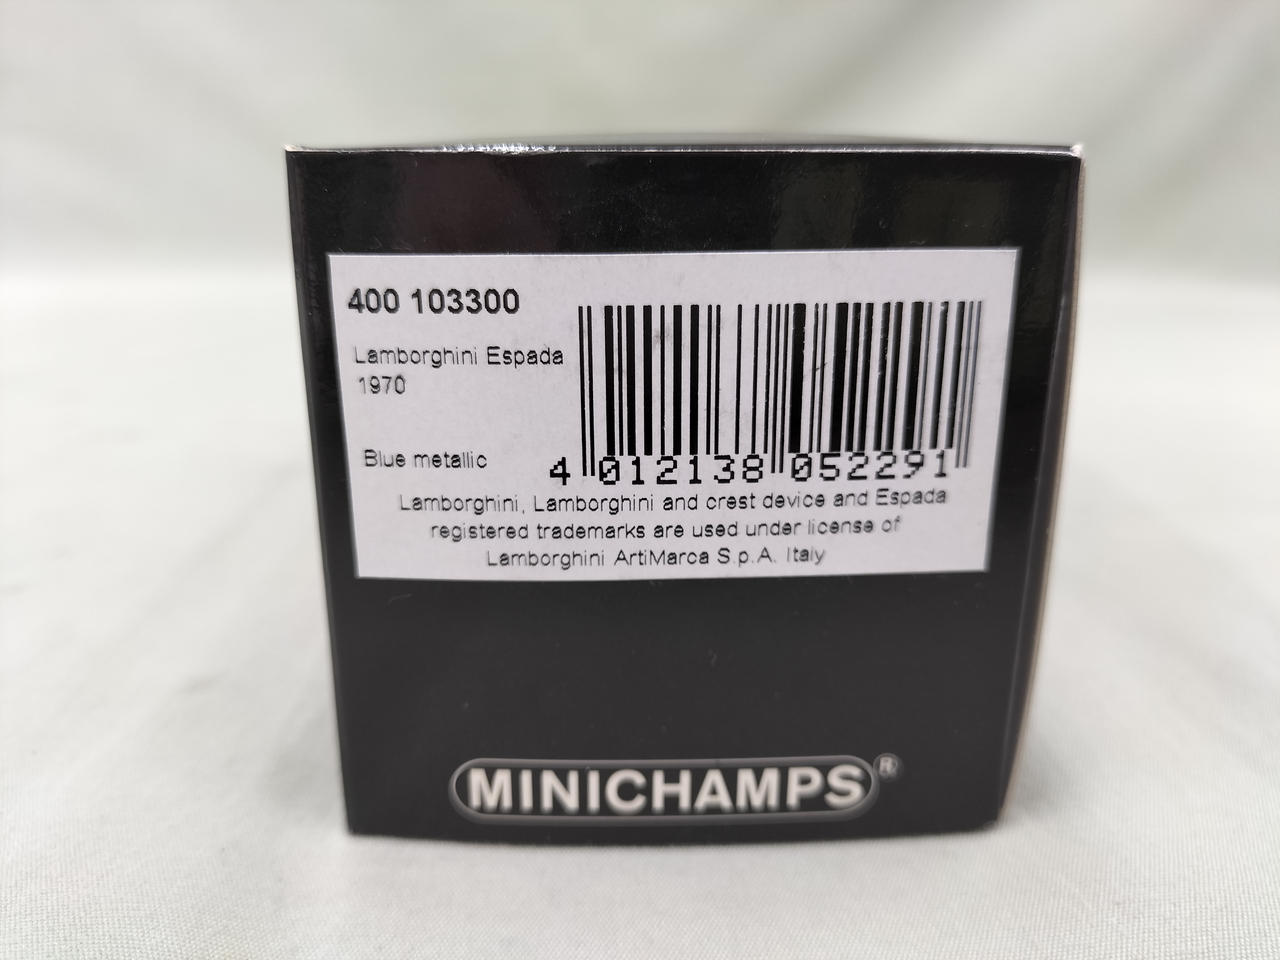 400 103300
Lamborghini Espada
1970
Blue metallic
4 012138 052291
Lamborghini, Lamborghini and crest device and Espada
registered trademarks are used under license of
Lamborghini ArtiMarca S.p.A. Italy
MINICHAMPS®